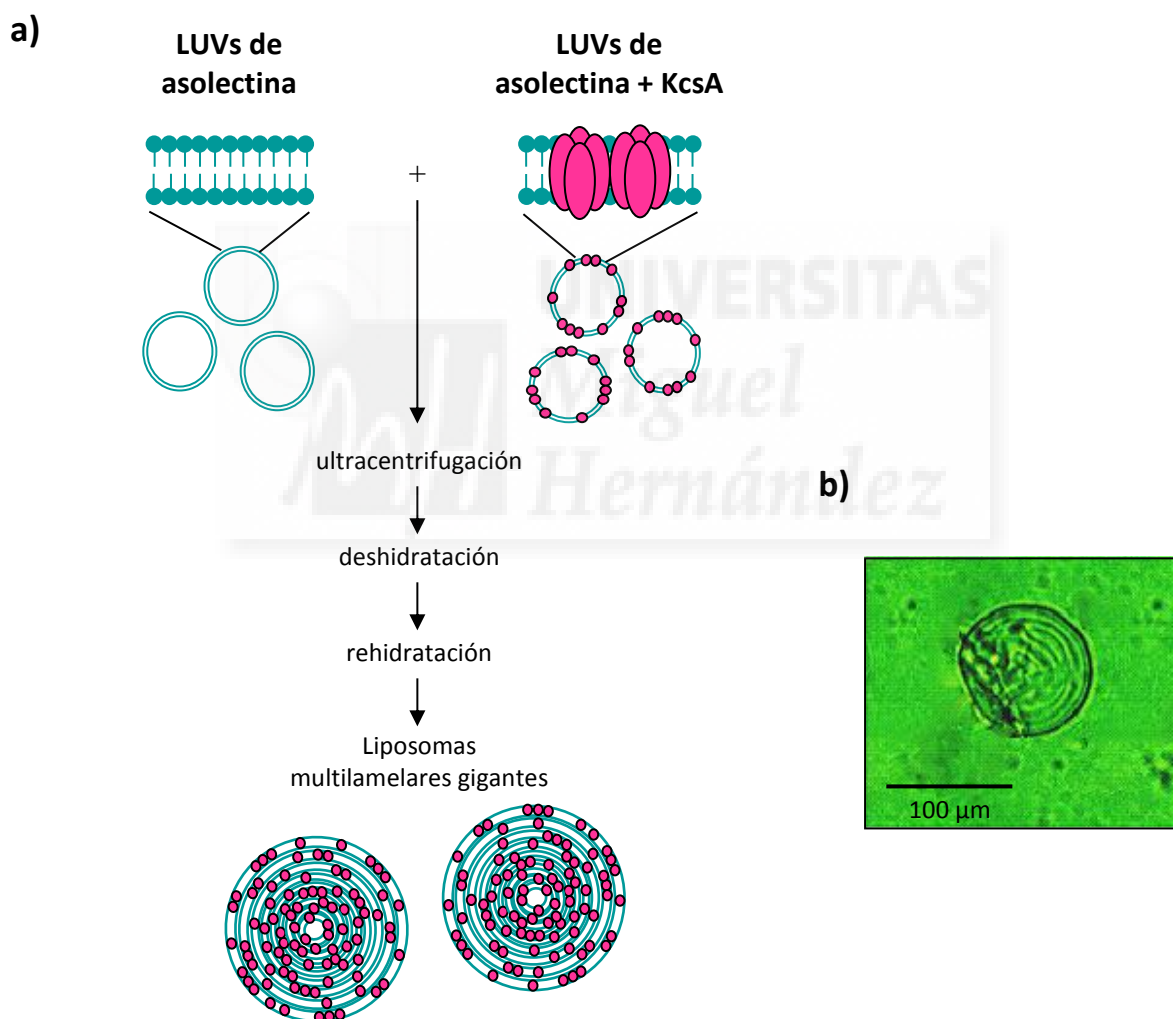 a)
LUVs de
asolectina
LUVs de
asolectina + KcsA
+
UNIVERSITAS
Miguel
Hernández
ultracentrifugación
b)
deshidratación
rehidratación
Liposomas
multilamelares gigantes
100 µm